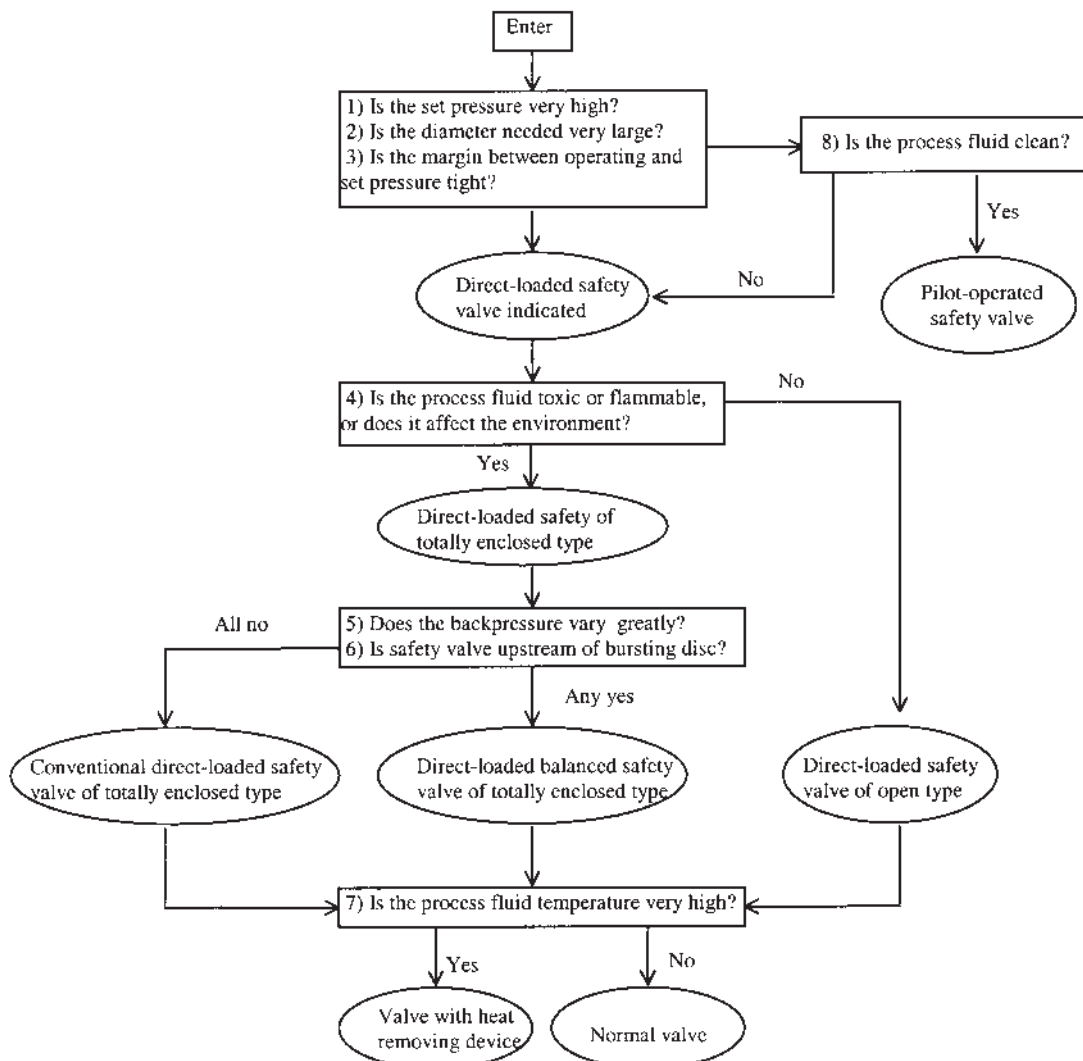 Enter
1) Is the set pressure very high?
2) Is the diameter needed very large?
3) Is the margin between operating and
set pressure tight?
8) Is the process fluid clean?
Yes
No
Direct-loaded safety
valve indicated
Pilot-operated
safety valve
4) Is the process fluid toxic or flammable,
or does it affect the environment?
No
Yes
Direct-loaded safety of
totally enclosed type
5) Does the backpressure vary greatly?
6) Is safety valve upstream of bursting disc?
All no
Any yes
Conventional direct-loaded safety
valve of totally enclosed type
Direct-loaded balanced safety
valve of totally enclosed type
Direct-loaded safety
valve of open type
7) Is the process fluid temperature very high?
Yes
No
Valve with heat
removing device
Normal valve